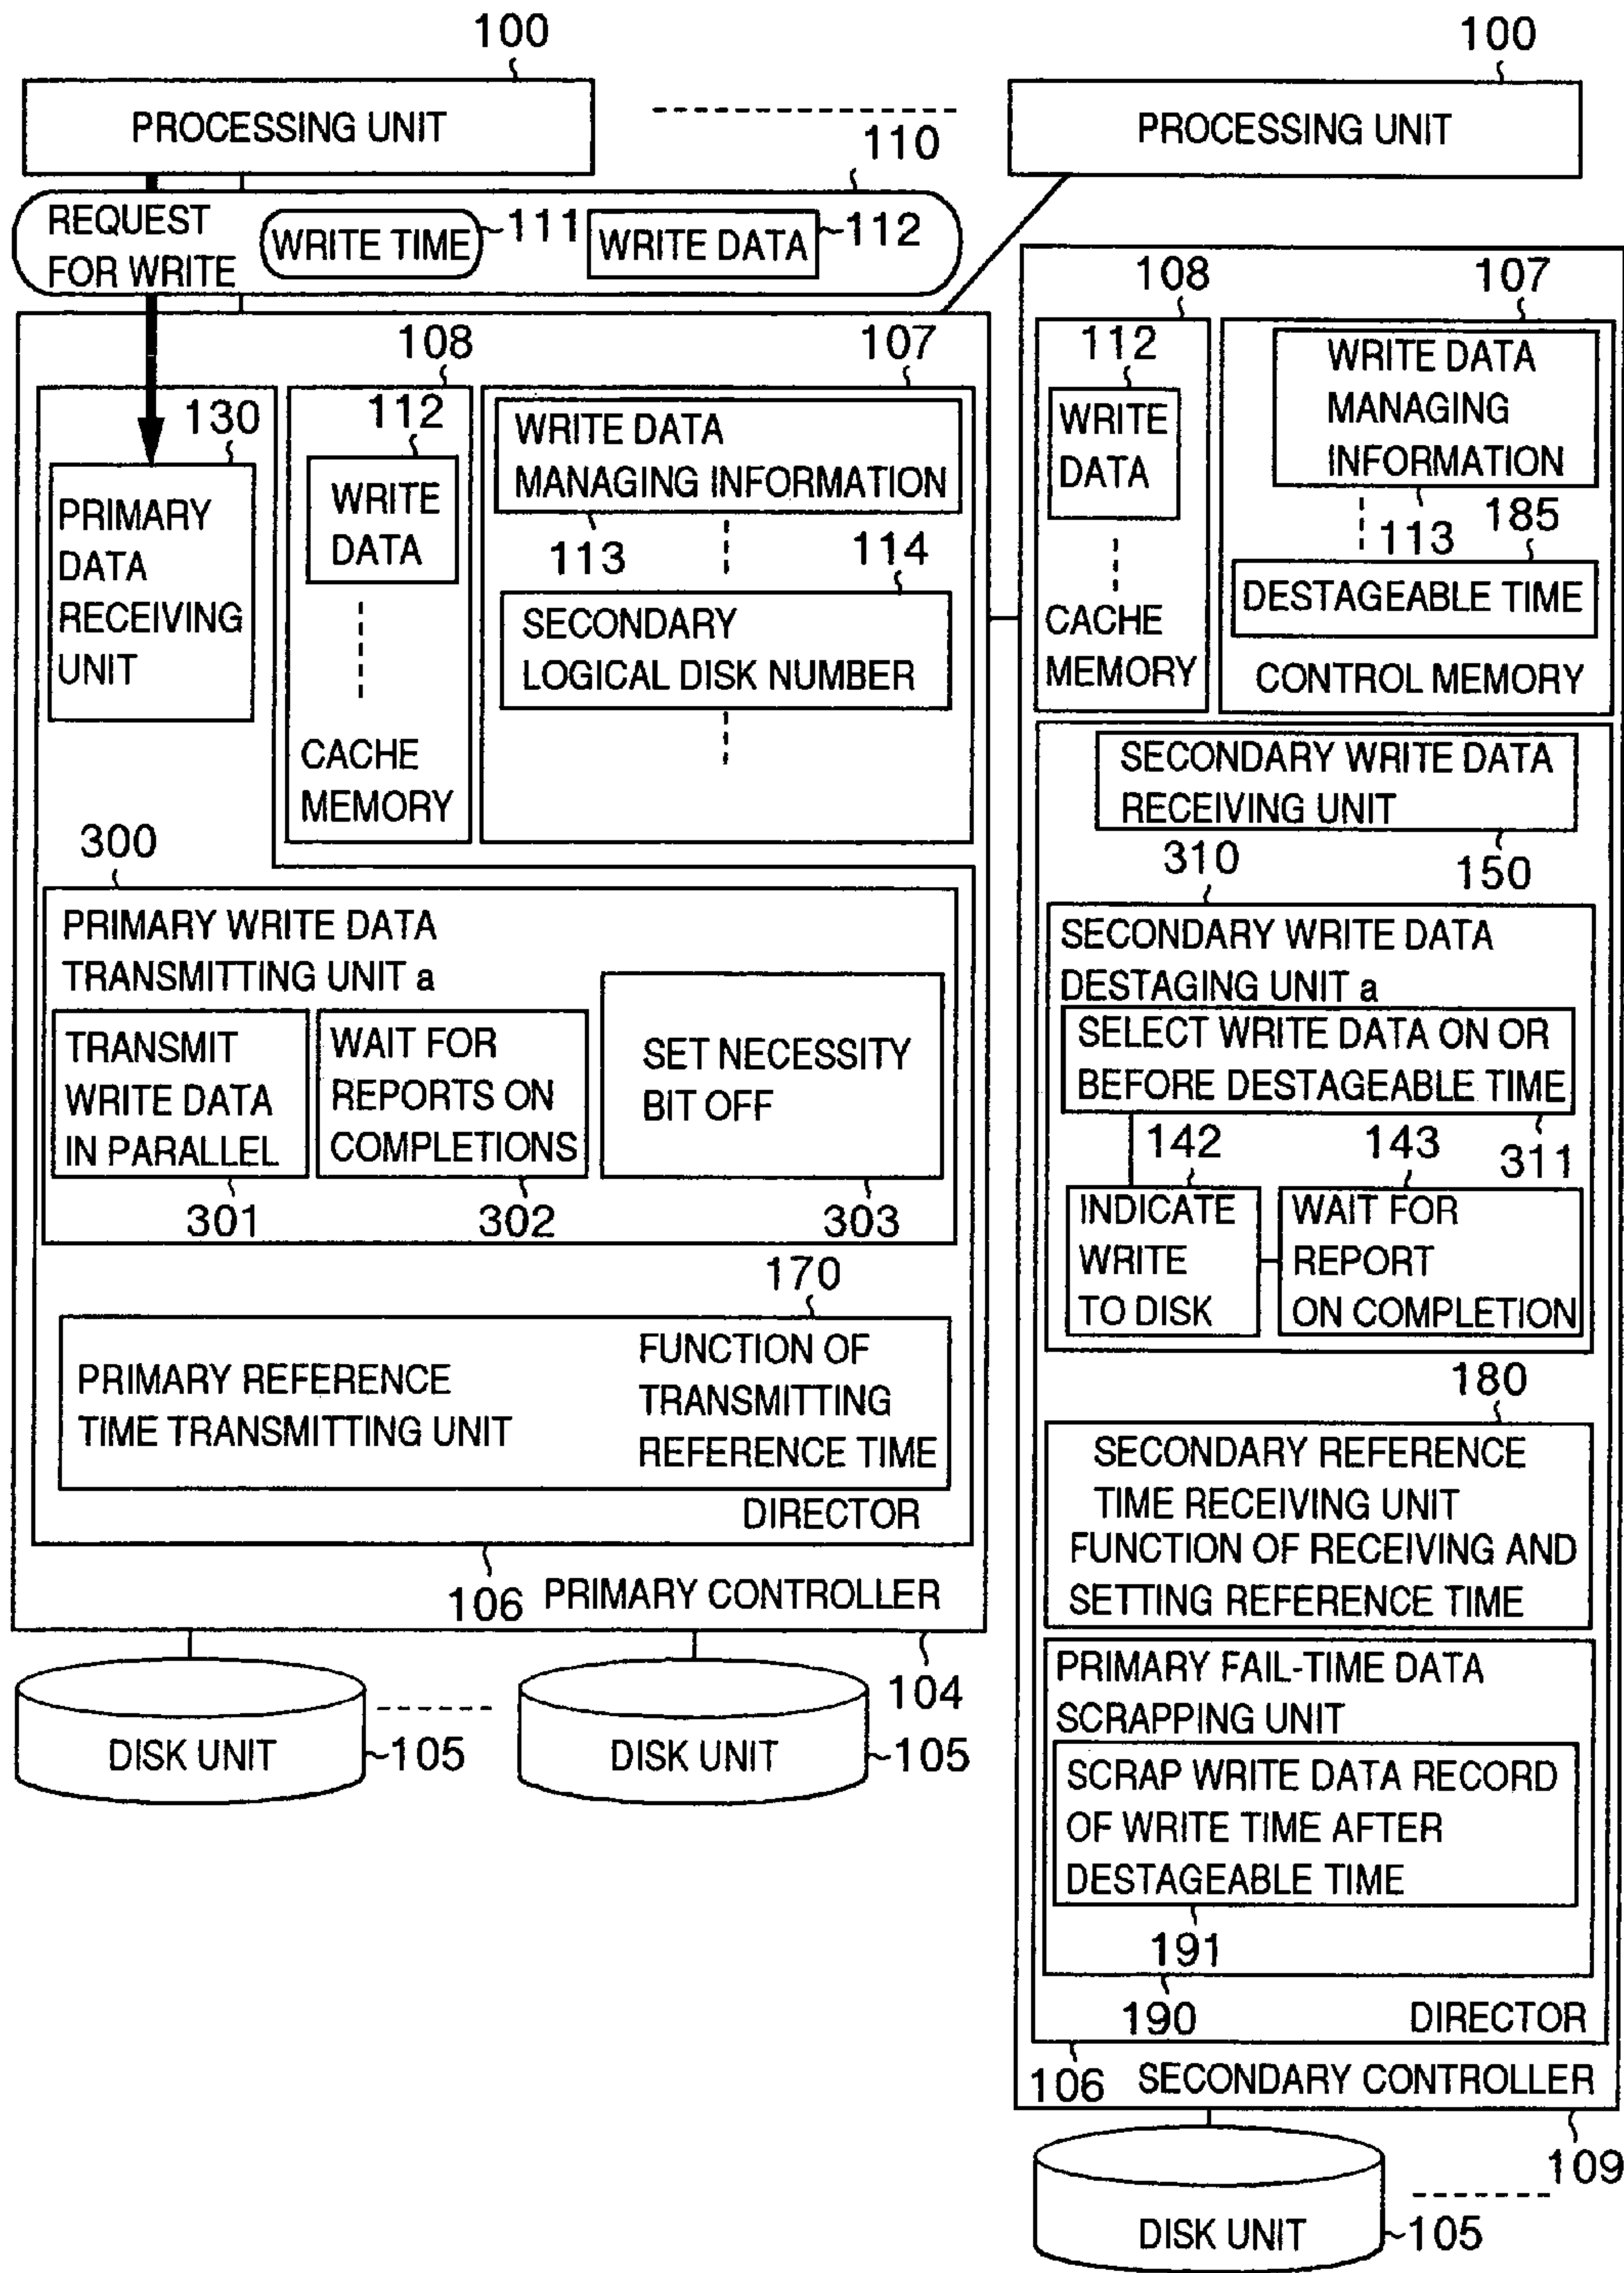 100
100
PROCESSING UNIT
PROCESSING UNIT
110
REQUEST
FOR WRITE
WRITE TIME
111
WRITE DATA
112
108
107
130
112
PRIMARY
DATA
RECEIVING
UNIT
WRITE
DATA
CACHE
MEMORY
WRITE DATA
MANAGING INFORMATION
113
114
SECONDARY
LOGICAL DISK NUMBER
300
PRIMARY WRITE DATA
TRANSMITTING UNIT a
TRANSMIT
WRITE DATA
IN PARALLEL
WAIT FOR
REPORTS ON
COMPLETIONS
SET NECESSITY
BIT OFF
301
302
303
170
PRIMARY REFERENCE
TIME TRANSMITTING UNIT
FUNCTION OF
TRANSMITTING
REFERENCE TIME
DIRECTOR
106
PRIMARY CONTROLLER
104
DISK UNIT
105
DISK UNIT
105
108
107
112
WRITE
DATA
CACHE
MEMORY
WRITE DATA
MANAGING
INFORMATION
113
185
DESTAGEABLE TIME
CONTROL MEMORY
SECONDARY WRITE DATA
RECEIVING UNIT
310
150
SECONDARY WRITE DATA
DESTAGING UNIT a
SELECT WRITE DATA ON OR
BEFORE DESTAGEABLE TIME
142
143
311
INDICATE
WRITE
TO DISK
WAIT FOR
REPORT
ON COMPLETION
180
SECONDARY REFERENCE
TIME RECEIVING UNIT
FUNCTION OF RECEIVING AND
SETTING REFERENCE TIME
PRIMARY FAIL-TIME DATA
SCRAPPING UNIT
SCRAP WRITE DATA RECORD
OF WRITE TIME AFTER
DESTAGEABLE TIME
191
190
DIRECTOR
106
SECONDARY CONTROLLER
109
DISK UNIT
105